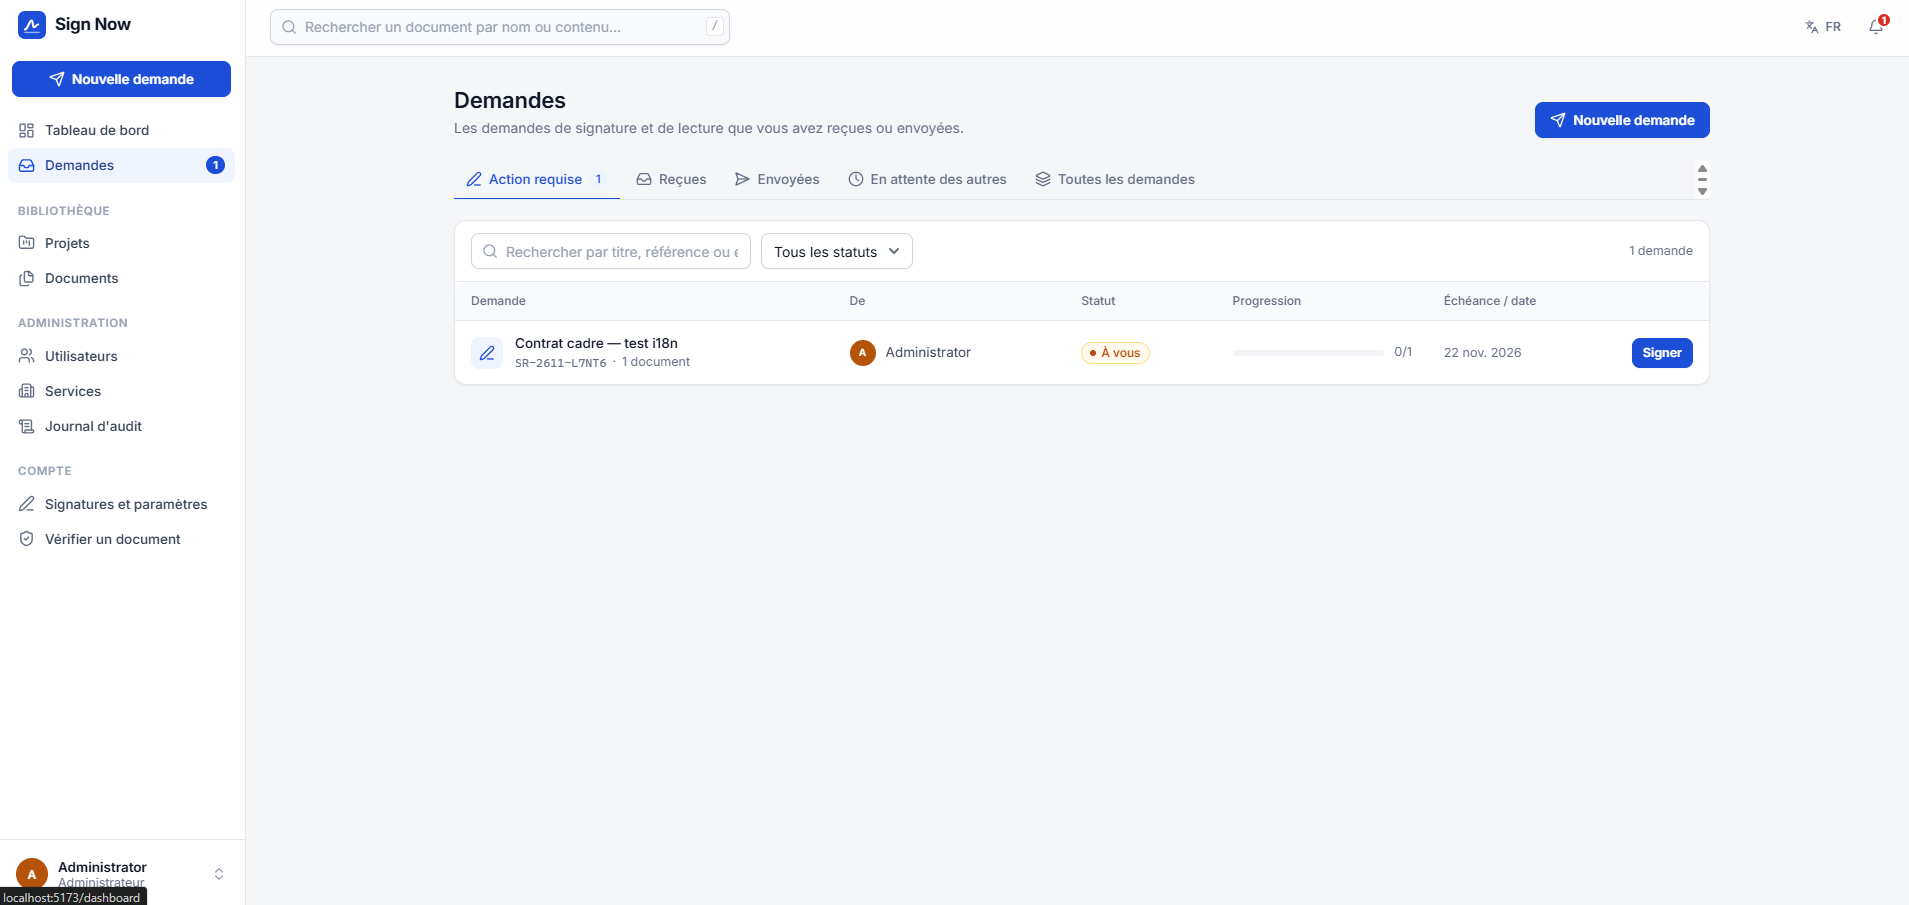 Sign Now
Rechercher un document par nom ou contenu...
/
FR
1
Nouvelle demande
Tableau de bord
Demandes
1
BIBLIOTHÈQUE
Projets
Documents
ADMINISTRATION
Utilisateurs
Services
Journal d'audit
COMPTE
Signatures et paramètres
Vérifier un document
Demandes
Les demandes de signature et de lecture que vous avez reçues ou envoyées.
Nouvelle demande
Action requise 1
Reçues
Envoyées
En attente des autres
Toutes les demandes
Rechercher par titre, référence ou e
Tous les statuts
1 demande
Demande
De
Statut
Progression
Échéance / date
Contrat cadre — test i18n
SR-2611-L7NT6 · 1 document
A
Administrator
À vous
0/1
22 nov. 2026
Signer
A
Administrator
Administrateur
localhost:5173/dashboard